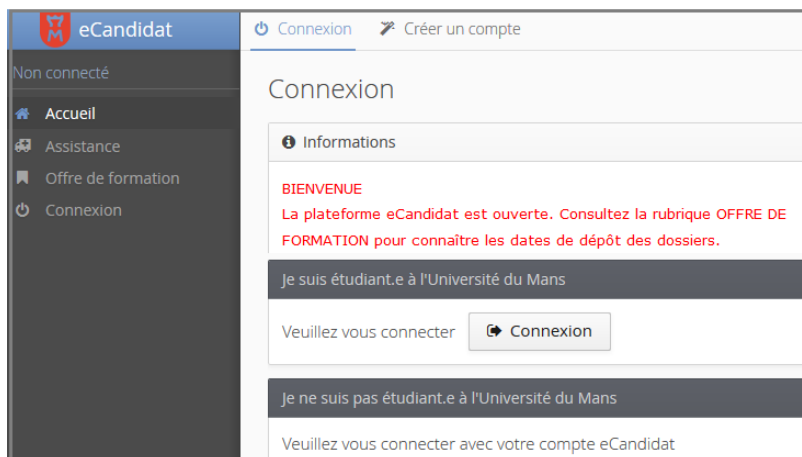 eCandidat
Non connecté
Accueil
Assistance
Offre de formation
Connexion
Connexion Créer un compte
Connexion
Informations
BIENVENUE
La plateforme eCandidat est ouverte. Consultez la rubrique OFFRE DE
FORMATION pour connaître les dates de dépôt des dossiers.
Je suis étudiant.e à l'Université du Mans
Veuillez vous connecter Connexion
Je ne suis pas étudiant.e à l'Université du Mans
Veuillez vous connecter avec votre compte eCandidat